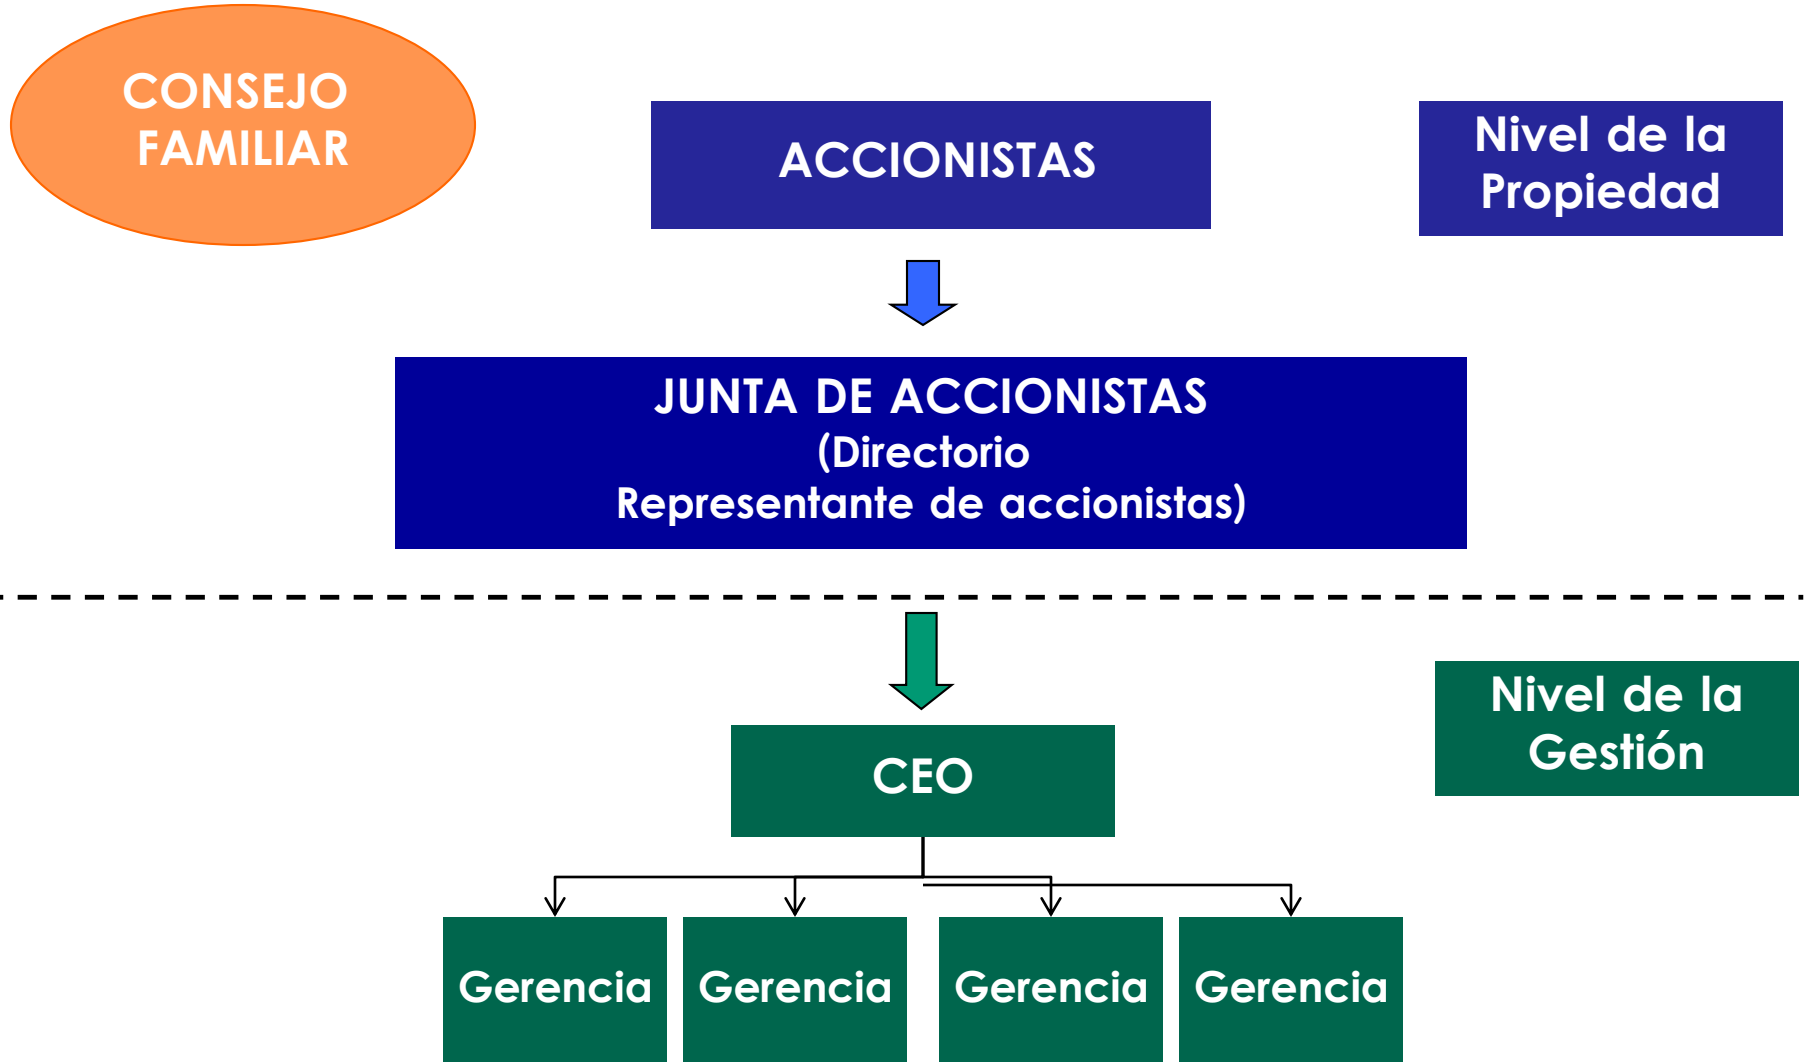 CONSEJO
FAMILIAR
ACCIONISTAS
Nivel de la
Propiedad
JUNTA DE ACCIONISTAS
(Directorio
Representante de accionistas)
CEO
Nivel de la
Gestión
Gerencia
Gerencia
Gerencia
Gerencia